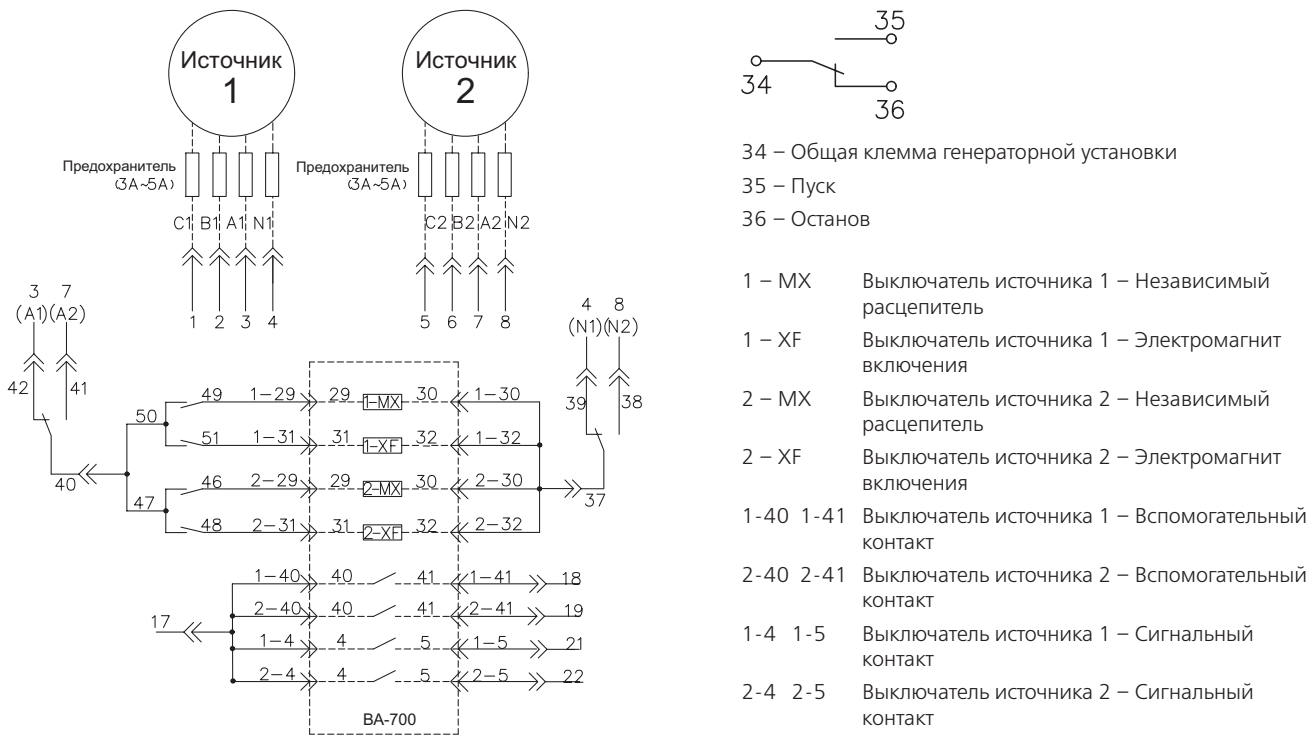 Источник
1
Источник
2
Предохранитель
(3A~5A)
Предохранитель
(3A~5A)
C1 B1 A1 N1
C2 B2 A2 N2
1 2 3 4
5 6 7 8
3 7
(A1)(A2)
4 8
(N1)(N2)
42 41
39 38
50 49 1-29 29 1-MX 30 1-30
51 1-31 31 1-XF 32 1-32
40
47 46 2-29 29 2-MX 30 2-30
37
48 2-31 31 2-XF 32 2-32
1-40 40 41 1-41 18
2-40 40 41 2-41 19
17
1-4 4 5 1-5 21
2-4 4 5 2-5 22
ВА-700
35
34
36
34 – Общая клемма генераторной установки
35 – Пуск
36 – Останов
1 – MX Выключатель источника 1 – Независимый
расцепитель
1 – XF Выключатель источника 1 – Электромагнит
включения
2 – MX Выключатель источника 2 – Независимый
расцепитель
2 – XF Выключатель источника 2 – Электромагнит
включения
1-40 1-41 Выключатель источника 1 – Вспомогательный
контакт
2-40 2-41 Выключатель источника 2 – Вспомогательный
контакт
1-4 1-5 Выключатель источника 1 – Сигнальный
контакт
2-4 2-5 Выключатель источника 2 – Сигнальный
контакт